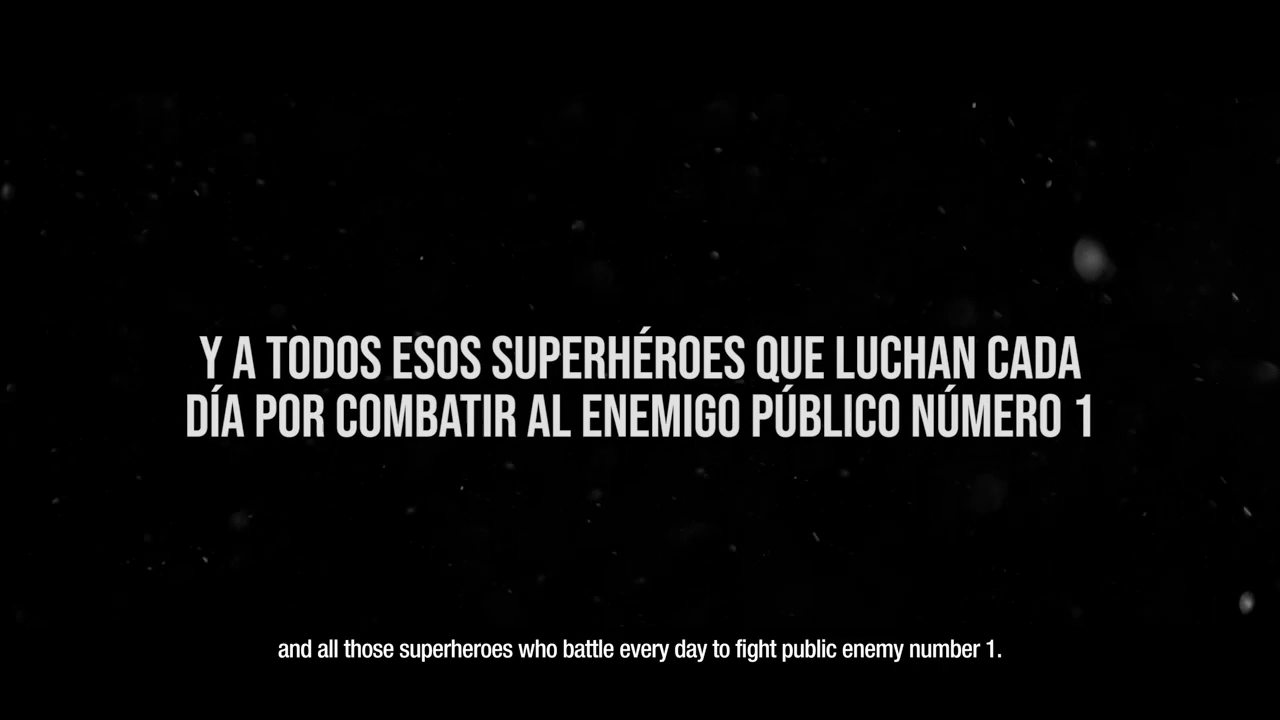 Y A TODOS ESOS SUPERHÉROES QUE LUCHAN CADA
DÍA POR COMBATIR AL ENEMIGO PÚBLICO NÚMERO 1
and all those superheroes who battle every day to fight public enemy number 1.